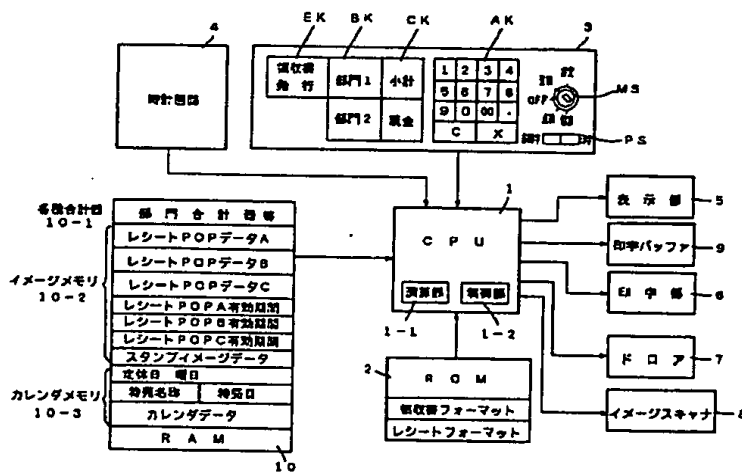 EK
BK
CK
AK
4
3
時計回路
領収書
発行
部門1
小計
部門2
現金
1 2 3 4
5 6 7 8
9 0 00 .
C X
OFF
MS
PS
各種合計器
10-1
部門合計器等
レシートPOPデータA
レシートPOPデータB
レシートPOPデータC
レシートPOPA有効期間
レシートPOPB有効期間
レシートPOPC有効期間
スタンプイメージデータ
イメージメモリ
10-2
定休日 曜日
特売名称 特売日
カレンダデータ
カレンダメモリ
10-3
RAM
10
1
CPU
演算部
制御部
1-1
1-2
2
ROM
領収書フォーマット
レシートフォーマット
表示部
5
印字バッファ
9
印字部
6
ドロア
7
イメージスキャナ
8